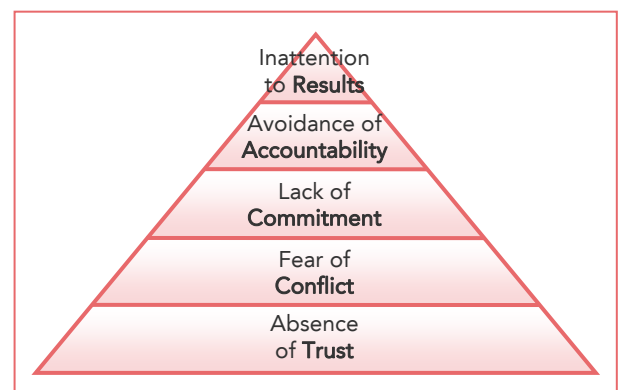 Inattention
to Results
Avoidance of
Accountability
Lack of
Commitment
Fear of
Conflict
Absence
of Trust